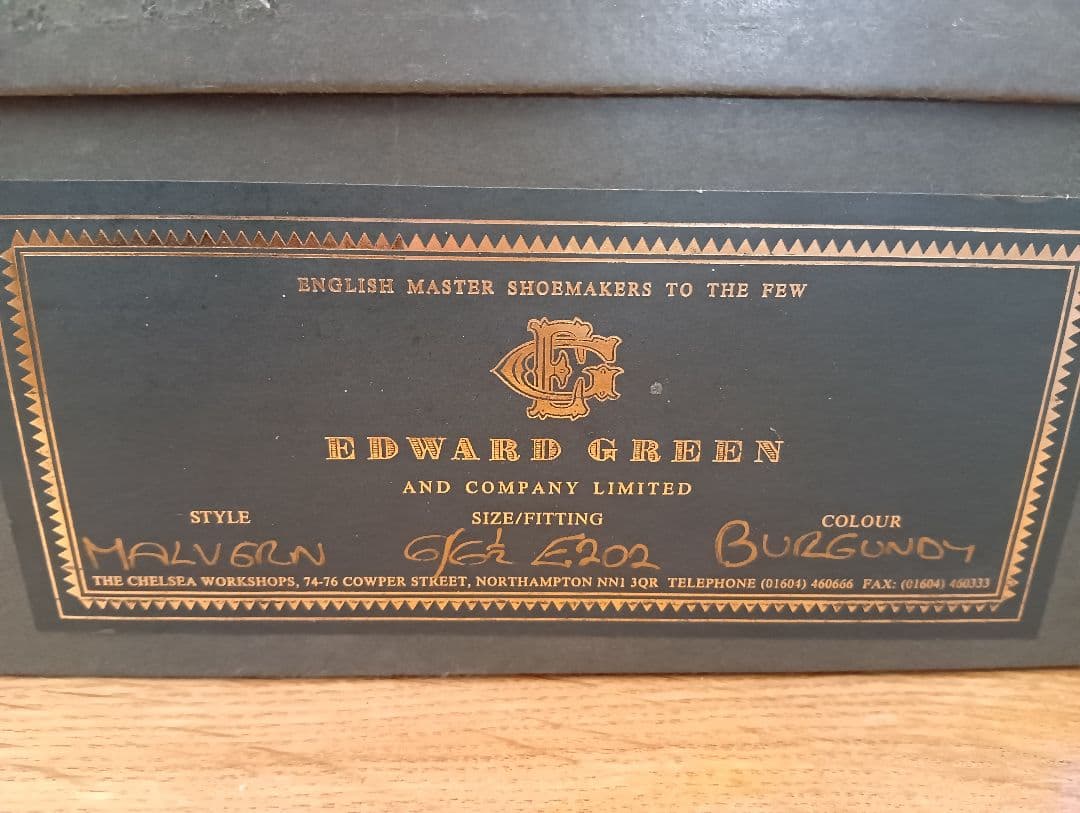 ENGLISH MASTER SHOEMAKERS TO THE FEW
EG
EDWARD GREEN
AND COMPANY LIMITED
STYLE SIZE/FITTING COLOUR
MALVERN 6/6½ E202 BURGUNDY
THE CHELSEA WORKSHOPS, 74-76 COWPER STREET, NORTHAMPTON NN1 3QR TELEPHONE (01604) 460666 FAX: (01604) 460333